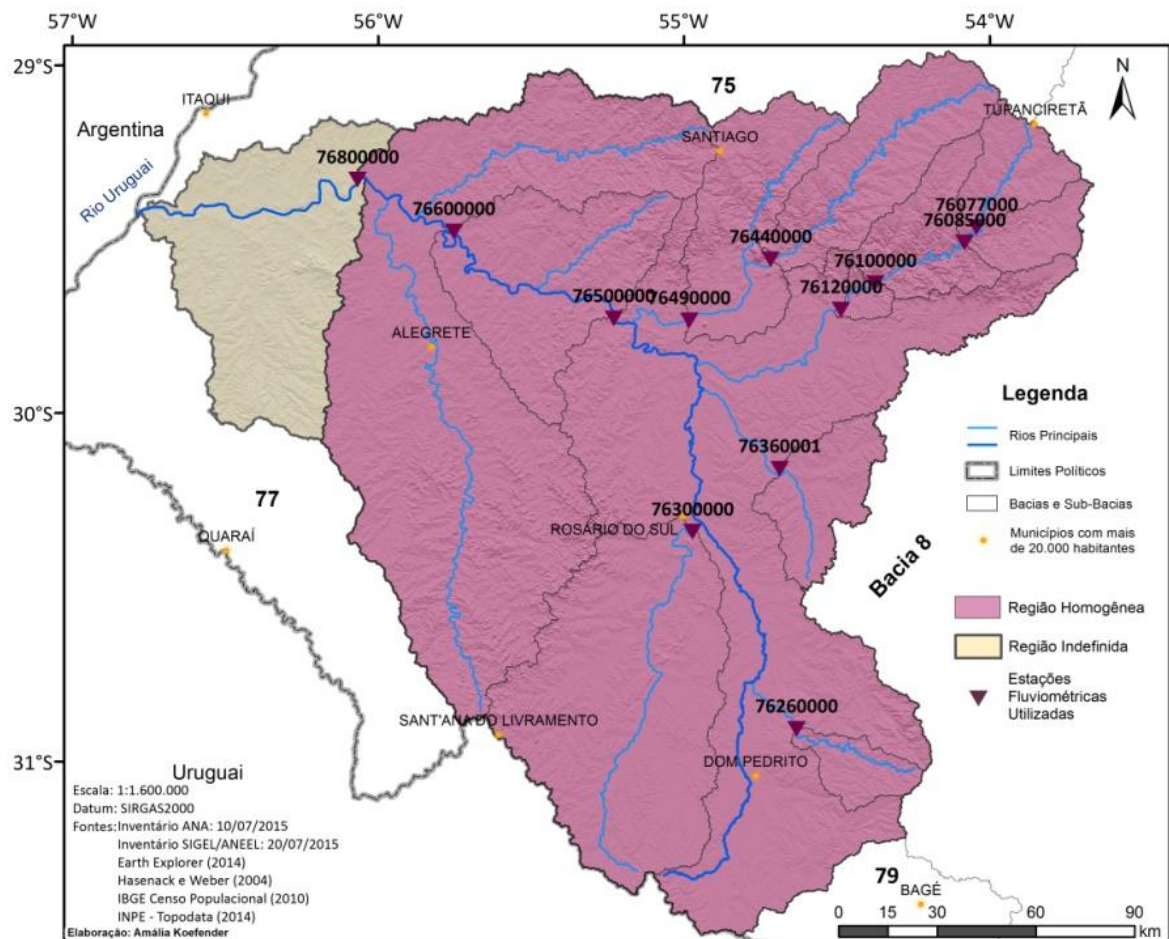 57°W
56°W
55°W
54°W
29°S
30°S
31°S
N
75
ITAQUI
Argentina
Rio Uruguai
TUPANCIRETÃ
SANTIAGO
76800000
76600000
76077000
76085000
76440000
76100000
76120000
76500000
76490000
ALEGRETE
76360001
77
QUARAÍ
76300000
ROSÁRIO DO SUL
Bacia 8
76260000
SANT'ANA DO LIVRAMENTO
DOM PEDRITO
Uruguai
79
BAGÉ
Legenda
Rios Principais
Limites Políticos
Bacias e Sub-Bacias
Municípios com mais
de 20.000 habitantes
Região Homogênea
Região Indefinida
Estações
Fluviométricas
Utilizadas
Escala: 1:1.600.000
Datum: SIRGAS2000
Fontes: Inventário ANA: 10/07/2015
Inventário SIGEL/ANEEL: 20/07/2015
Earth Explorer (2014)
Hasenack e Weber (2004)
IBGE Censo Populacional (2010)
INPE - Topodata (2014)
Elaboração: Amália Koefender
0 15 30 60 90
km